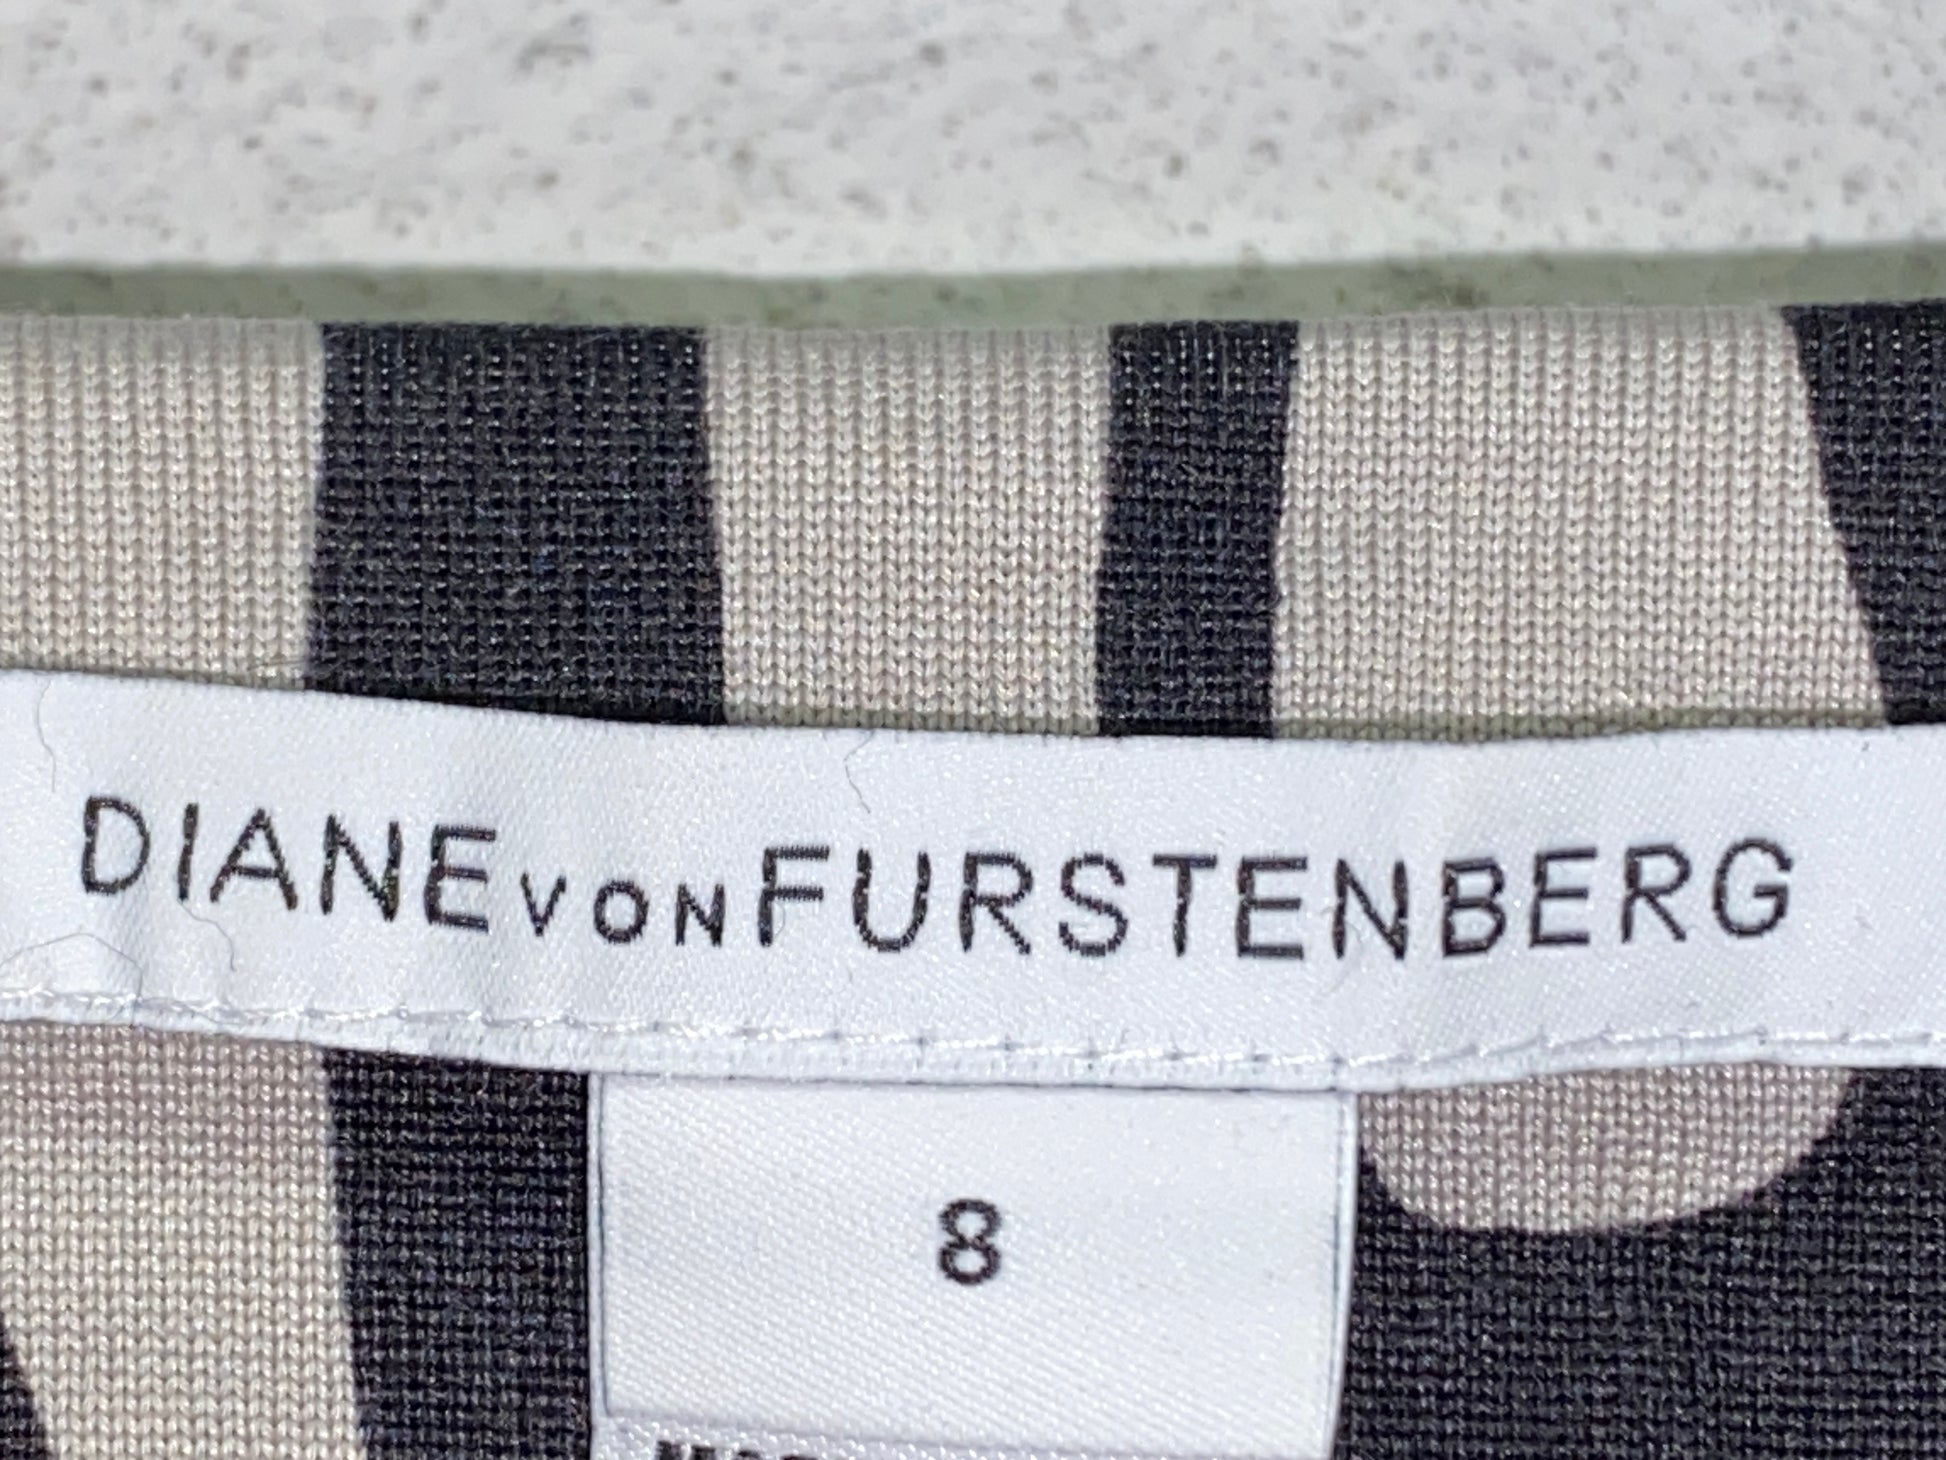 DIANE VON FURSTENBERG
8